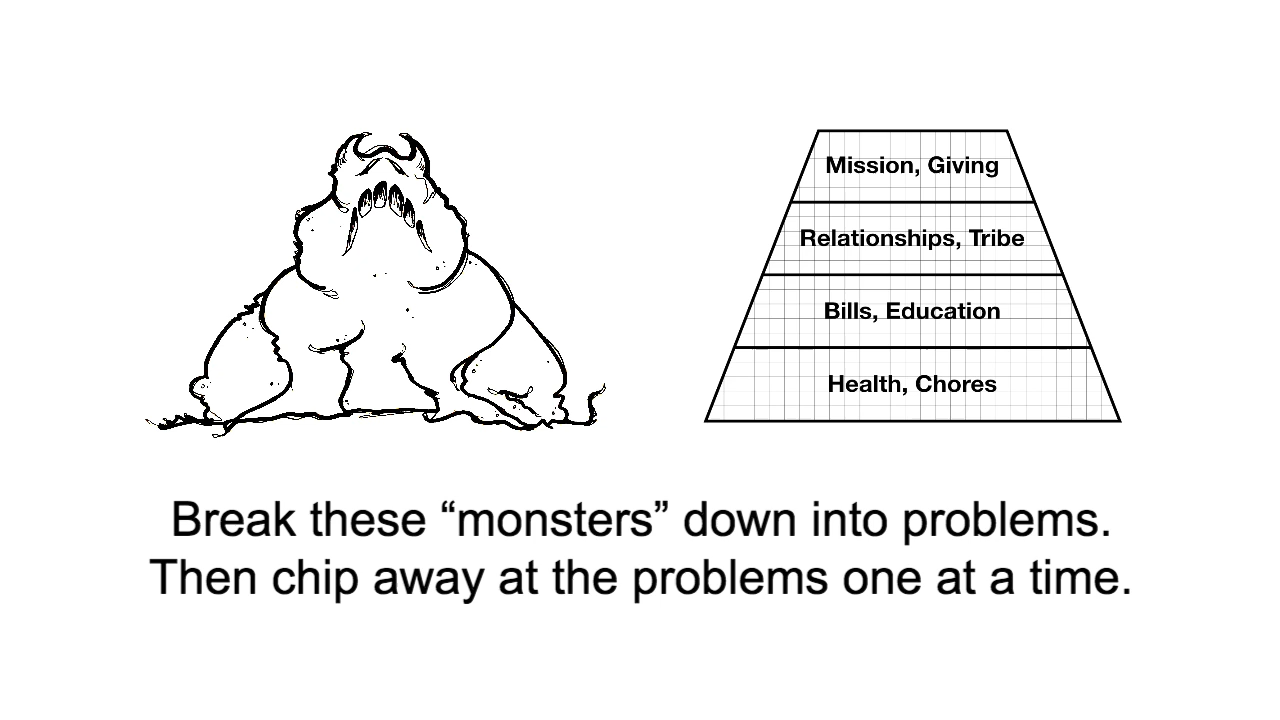 Mission, Giving
Relationships, Tribe
Bills, Education
Health, Chores
Break these “monsters” down into problems.
Then chip away at the problems one at a time.